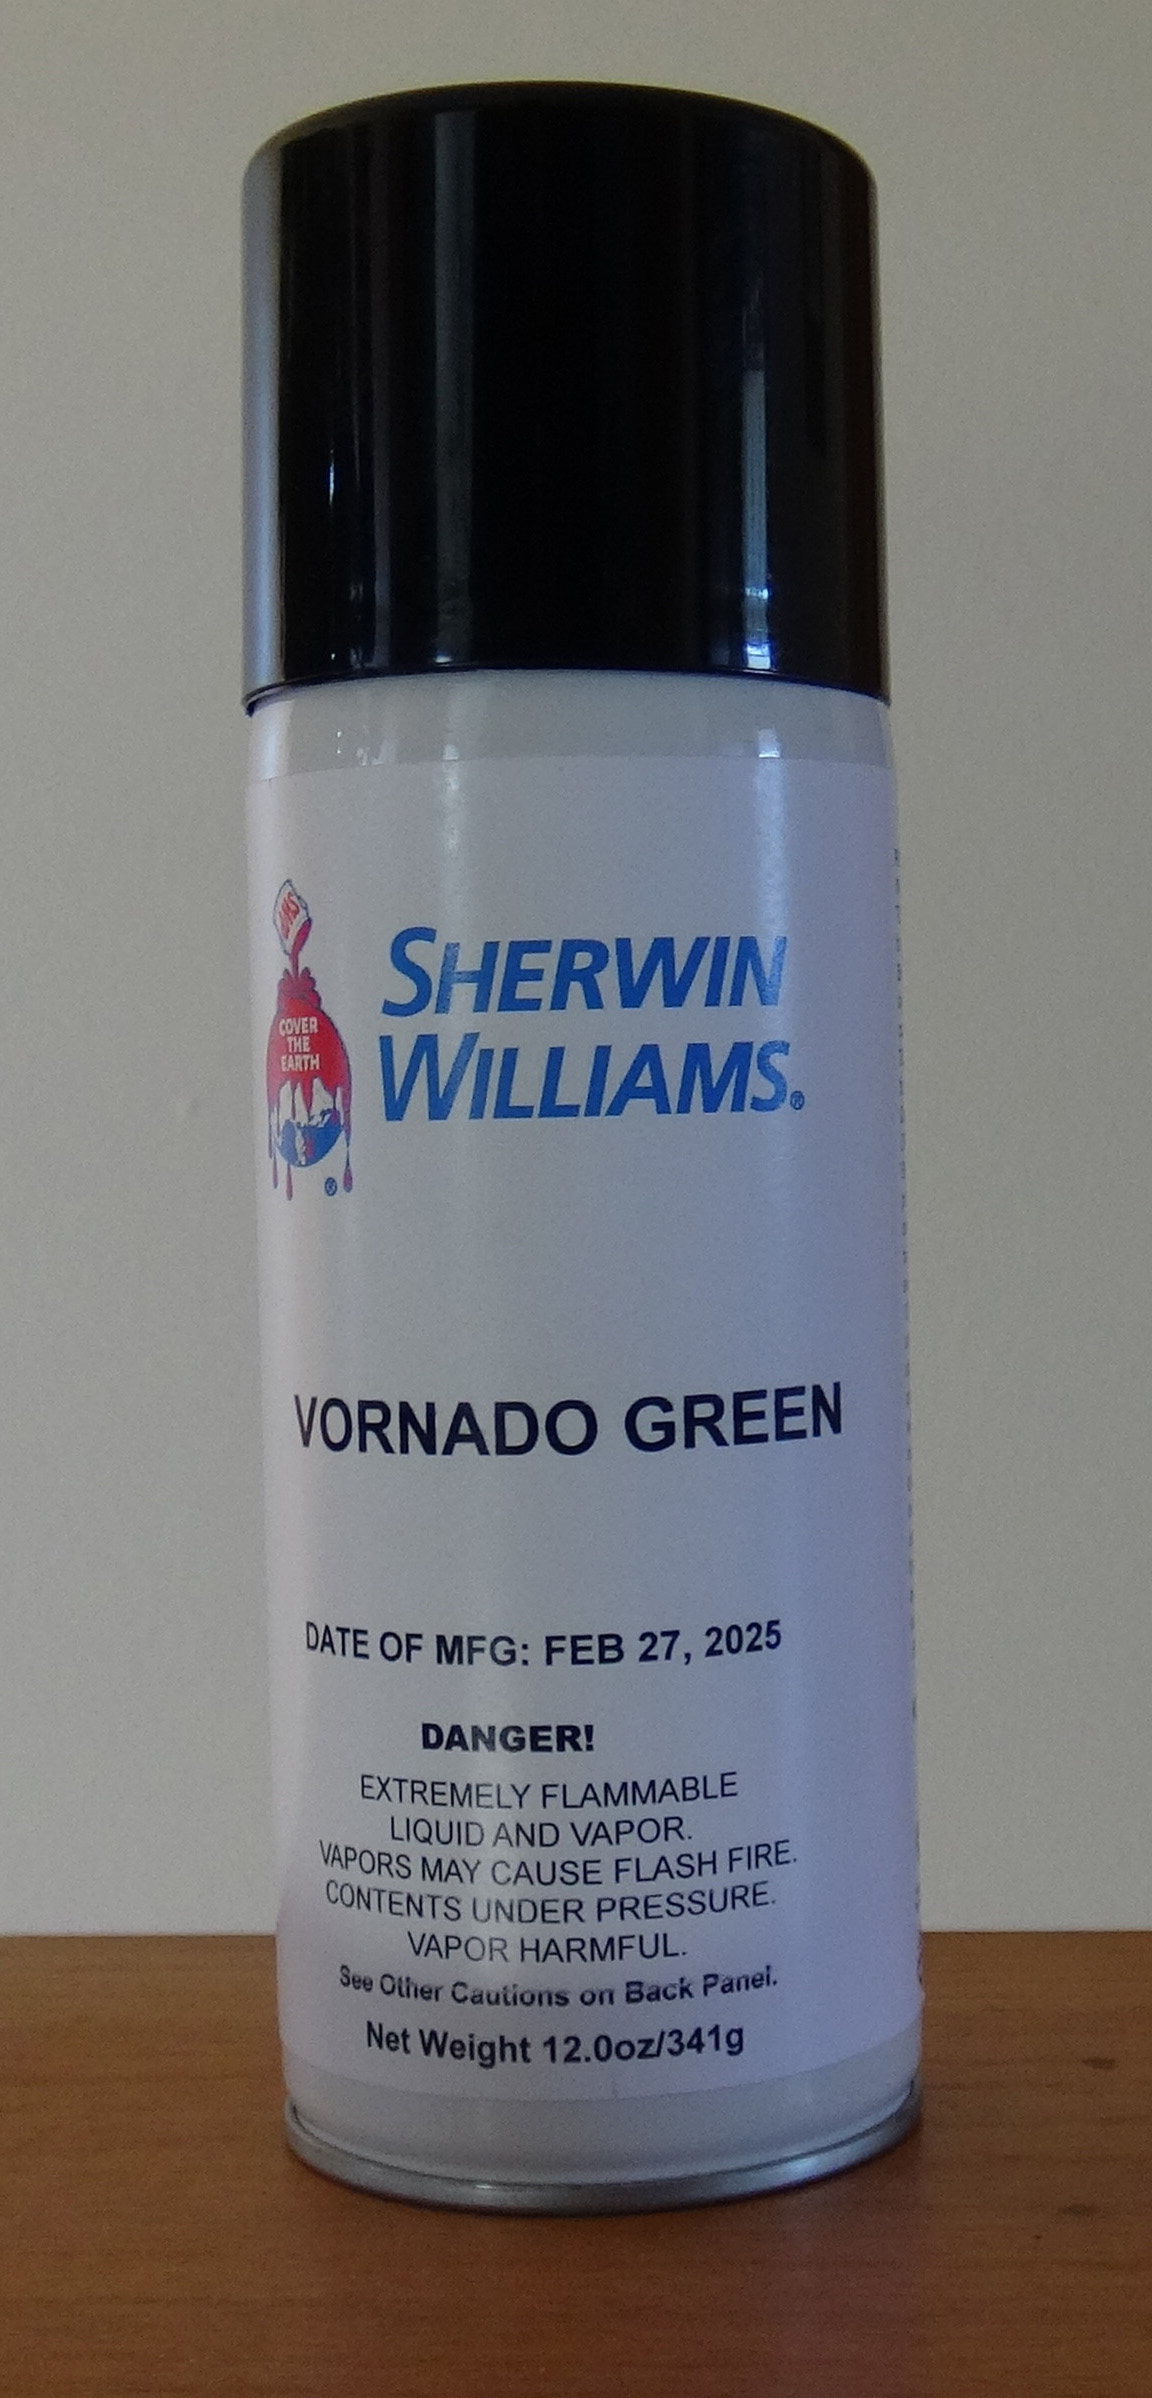 SWP
COVER
THE
EARTH
®
SHERWIN
WILLIAMS®
VORNADO GREEN
DATE OF MFG: FEB 27, 2025
DANGER!
EXTREMELY FLAMMABLE
LIQUID AND VAPOR.
VAPORS MAY CAUSE FLASH FIRE.
CONTENTS UNDER PRESSURE.
VAPOR HARMFUL.
See Other Cautions on Back Panel.
Net Weight 12.0oz/341g